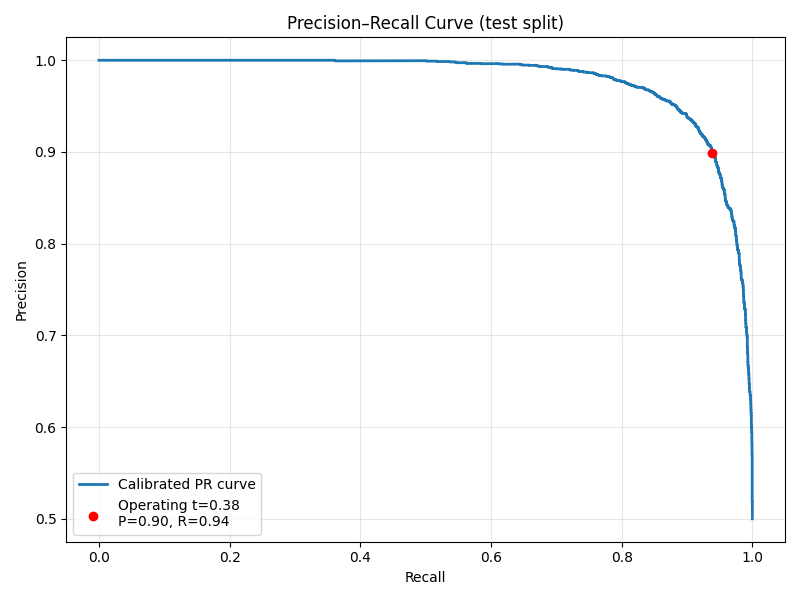 Precision–Recall Curve (test split)
1.0
0.9
0.8
0.7
0.6
0.5
Precision
Calibrated PR curve
Operating t=0.38
P=0.90, R=0.94
0.0
0.2
0.4
0.6
0.8
1.0
Recall